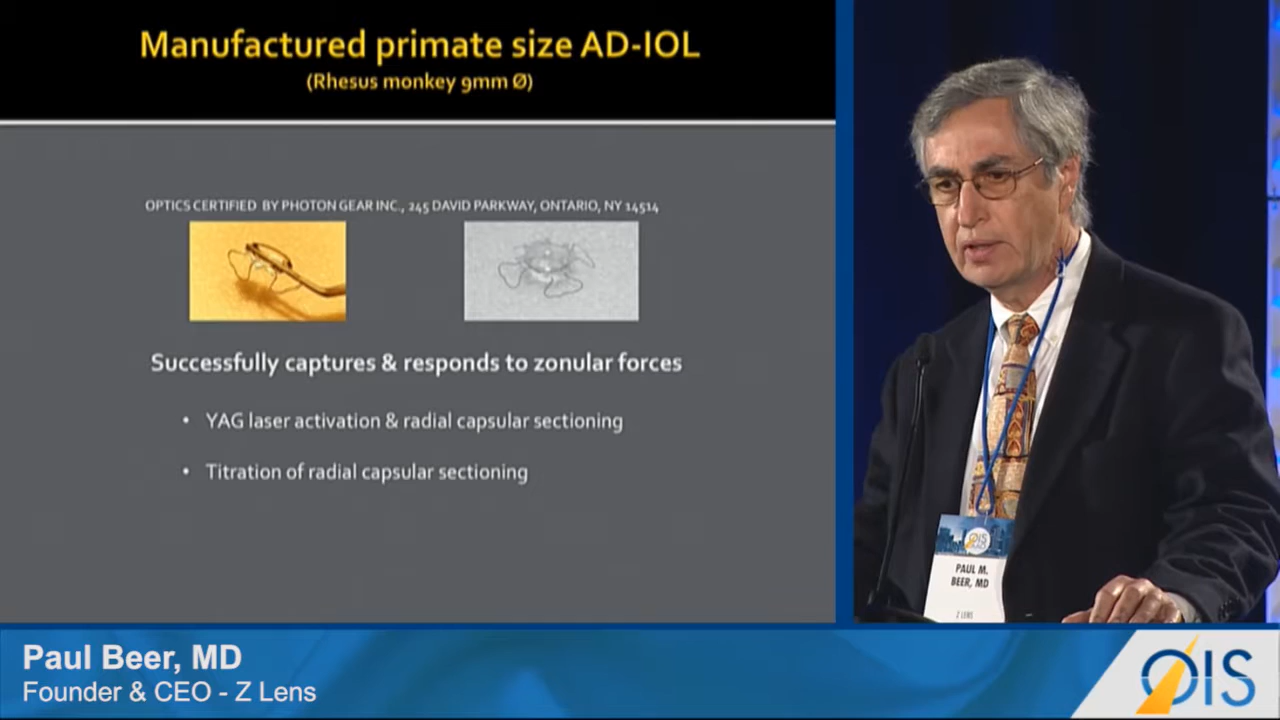 Manufactured primate size AD-IOL
(Rhesus monkey 9mm Ø)
OPTICS CERTIFIED BY PHOTON GEAR INC., 245 DAVID PARKWAY, ONTARIO, NY 14514
Successfully captures & responds to zonular forces
• YAG laser activation & radial capsular sectioning
• Titration of radial capsular sectioning
OIS
PAUL M.
BEER, MD
Z LENS
Paul Beer, MD
Founder & CEO - Z Lens
OIS